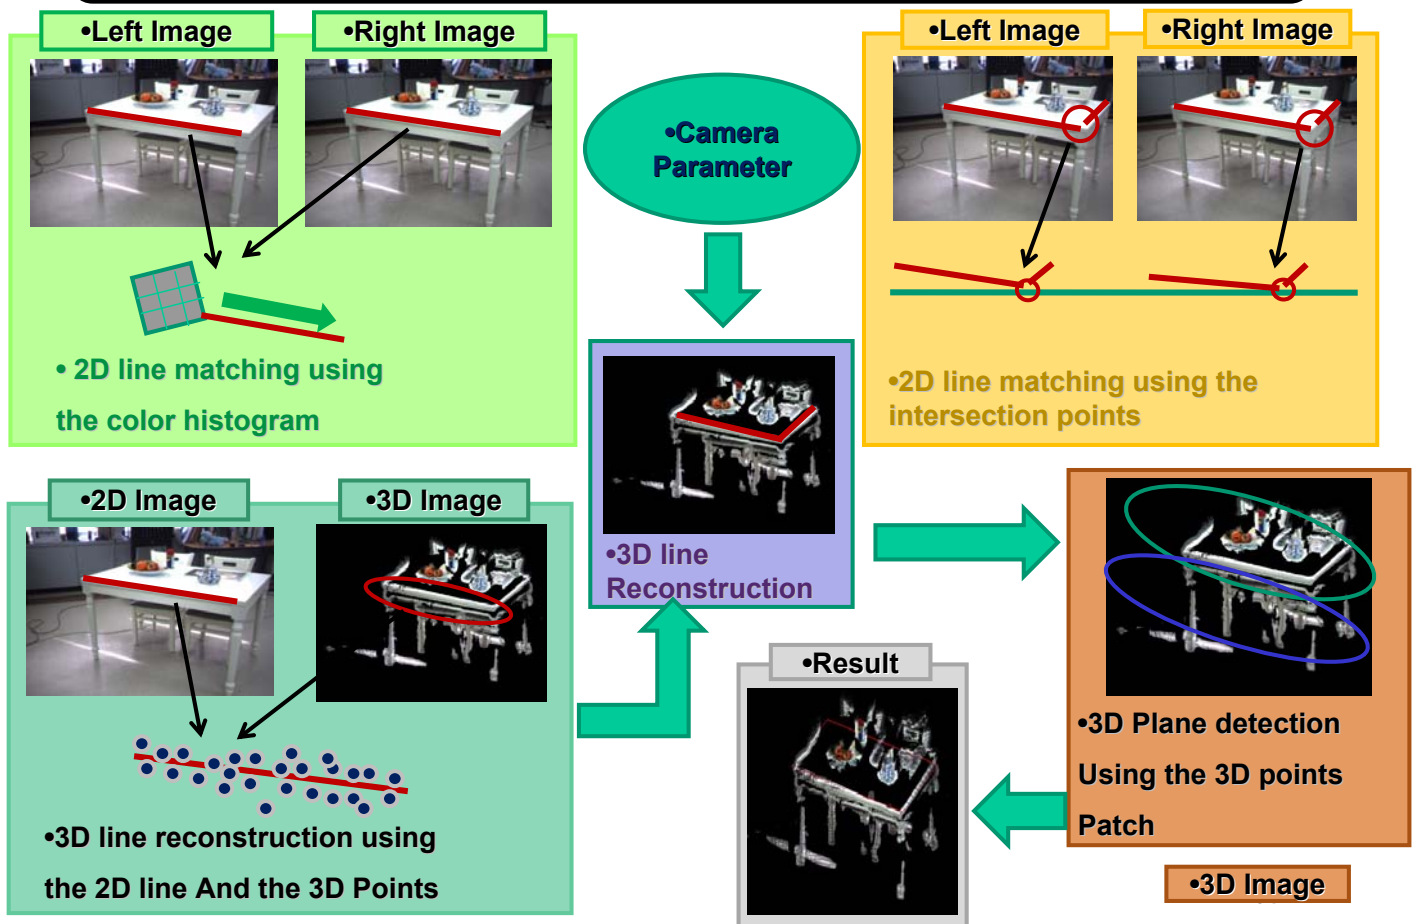 •Left Image
•Right Image
• 2D line matching using
the color histogram
•Camera
Parameter
•Left Image
•Right Image
•2D line matching using the
intersection points
•2D Image
•3D Image
•3D line reconstruction using
the 2D line And the 3D Points
•3D line
Reconstruction
•3D Plane detection
Using the 3D points
Patch
•3D Image
•Result